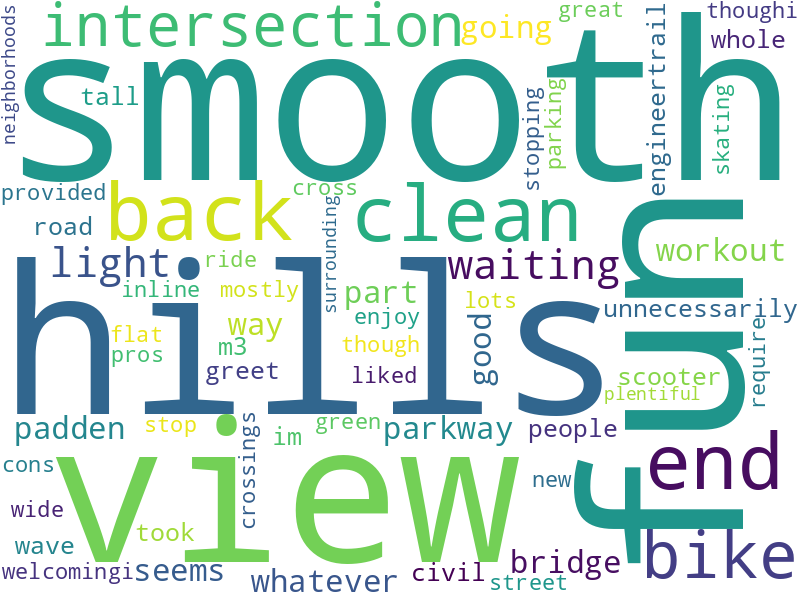 neighborhoods
intersection
going
great
thoughi
whole
smooth
tall
stopping
parking
engineertrail
skating
provided
road
back
cross
surrounding
clean
light
ride
inline
mostly
waiting
workout
hills
fun
flat
pros
way
m3
greet
part
enjoy
though
liked
lots
good
unnecessarily
scooter
plentiful
require
padden
stop
crossings
im
green
parkway
people
end
cons
view
new
wide
wave
took
welcomingi
seems
whatever
civil
bridge
street
bike